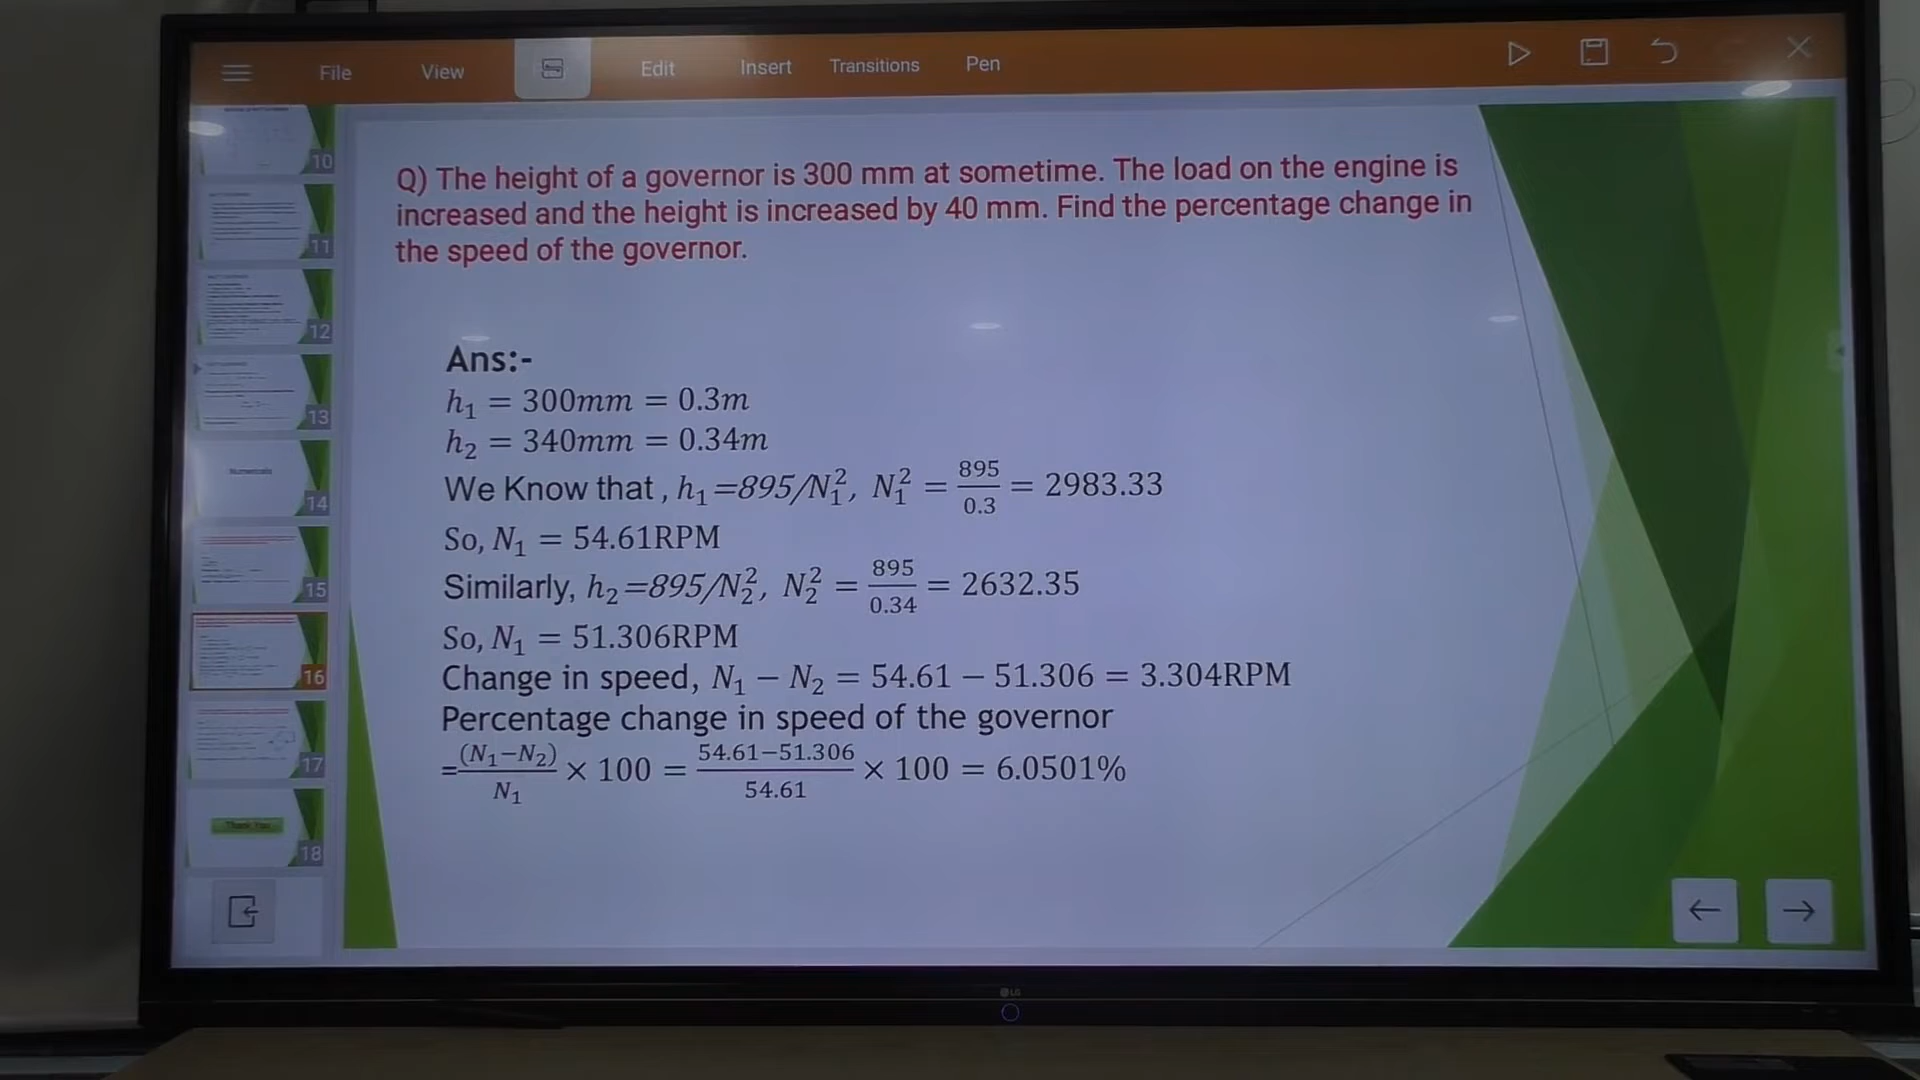 File View Edit Insert Transitions Pen
10
11
12
13
Numericals
14
15
16
17
Thank You
18
Q) The height of a governor is 300 mm at sometime. The load on the engine is
increased and the height is increased by 40 mm. Find the percentage change in
the speed of the governor.
Ans:-
h₁ = 300mm = 0.3m
h₂ = 340mm = 0.34m
We Know that , h₁=895/N₁², N₁² = 895/0.3 = 2983.33
So, N₁ = 54.61RPM
Similarly, h₂=895/N₂², N₂² = 895/0.34 = 2632.35
So, N₁ = 51.306RPM
Change in speed, N₁ − N₂ = 54.61 − 51.306 = 3.304RPM
Percentage change in speed of the governor
=(N₁−N₂)/N₁ × 100 = 54.61−51.306/54.61 × 100 = 6.0501%
LG